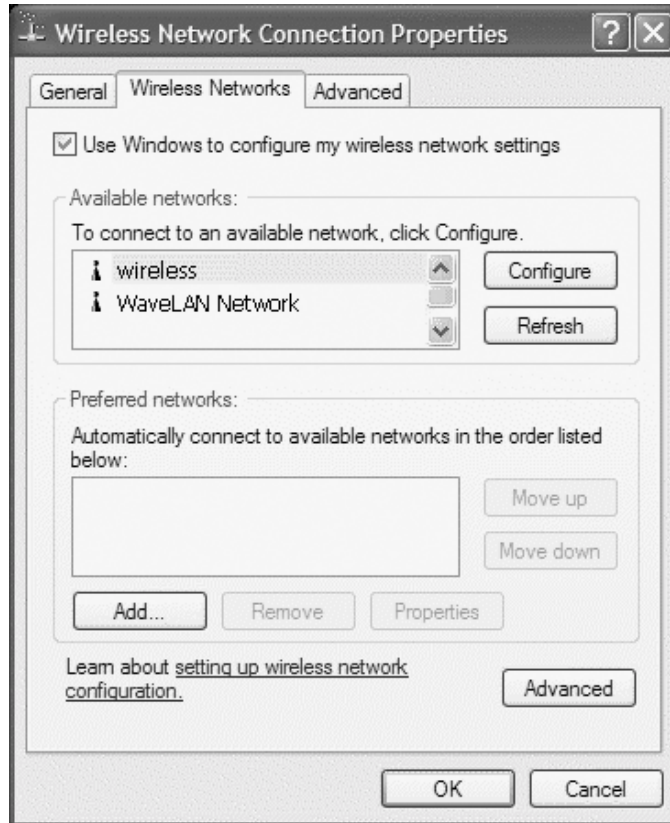 Wireless Network Connection Properties
General Wireless Networks Advanced
Use Windows to configure my wireless network settings
Available networks:
To connect to an available network, click Configure.
wireless
WaveLAN Network
Configure
Refresh
Preferred networks:
Automatically connect to available networks in the order listed
below:
Move up
Move down
Add... Remove Properties
Learn about setting up wireless network
configuration.
Advanced
OK Cancel